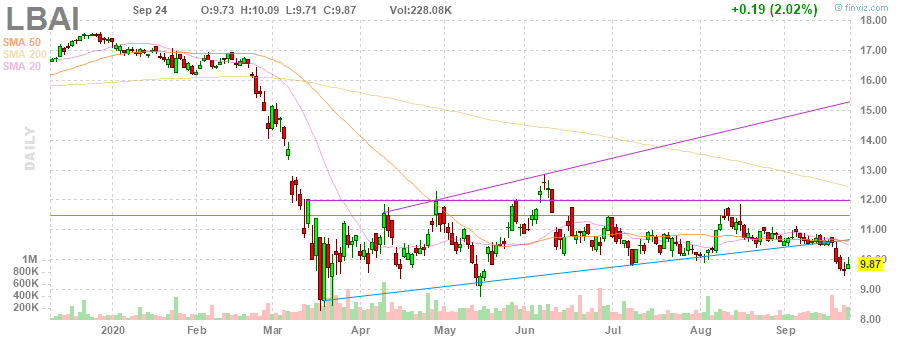 LBAI
Sep 24 O:9.73 H:10.09 L:9.71 C:9.87 Vol:228.08K +0.19 (2.02%)
© finviz.com
SMA 50
SMA 200
SMA 20
DAILY
18.00
17.00
16.00
15.00
14.00
13.00
12.00
11.00
10.00
9.87
9.00
8.00
1M
800K
600K
400K
200K
2020 Feb Mar Apr May Jun Jul Aug Sep